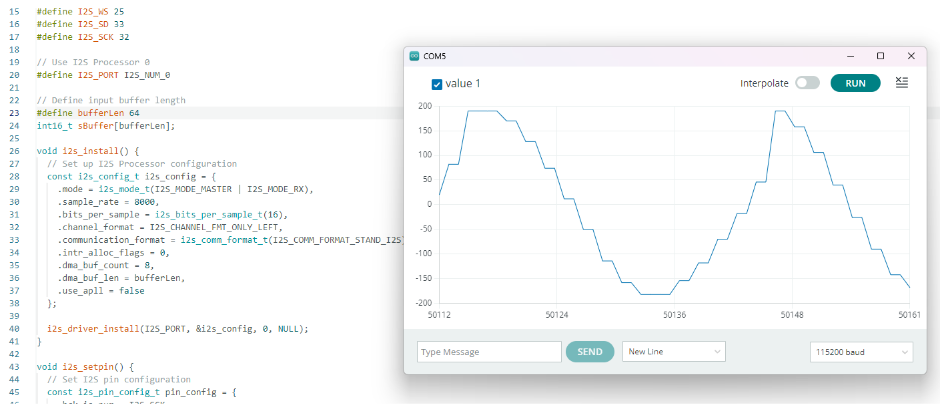 15 #define I2S_WS 25
16 #define I2S_SD 33
17 #define I2S_SCK 32
18
19 // Use I2S Processor 0
20 #define I2S_PORT I2S_NUM_0
21
22 // Define input buffer length
23 #define bufferLen 64
24 int16_t sBuffer[bufferLen];
25
26 void i2s_install() {
27 // Set up I2S Processor configuration
28 const i2s_config_t i2s_config = {
29 .mode = i2s_mode_t(I2S_MODE_MASTER | I2S_MODE_RX),
30 .sample_rate = 8000,
31 .bits_per_sample = i2s_bits_per_sample_t(16),
32 .channel_format = I2S_CHANNEL_FMT_ONLY_LEFT,
33 .communication_format = i2s_comm_format_t(I2S_COMM_FORMAT_STAND_I2S
34 .intr_alloc_flags = 0,
35 .dma_buf_count = 8,
36 .dma_buf_len = bufferLen,
37 .use_apll = false
38 };
39
40 i2s_driver_install(I2S_PORT, &i2s_config, 0, NULL);
41 }
42
43 void i2s_setpin() {
44 // Set I2S pin configuration
45 const i2s_pin_config_t pin_config = {
COM5
value 1
Interpolate
RUN
200
150
100
50
0
-50
-100
-150
-200
50112 50124 50136 50148 50161
Type Message
SEND
New Line
115200 baud